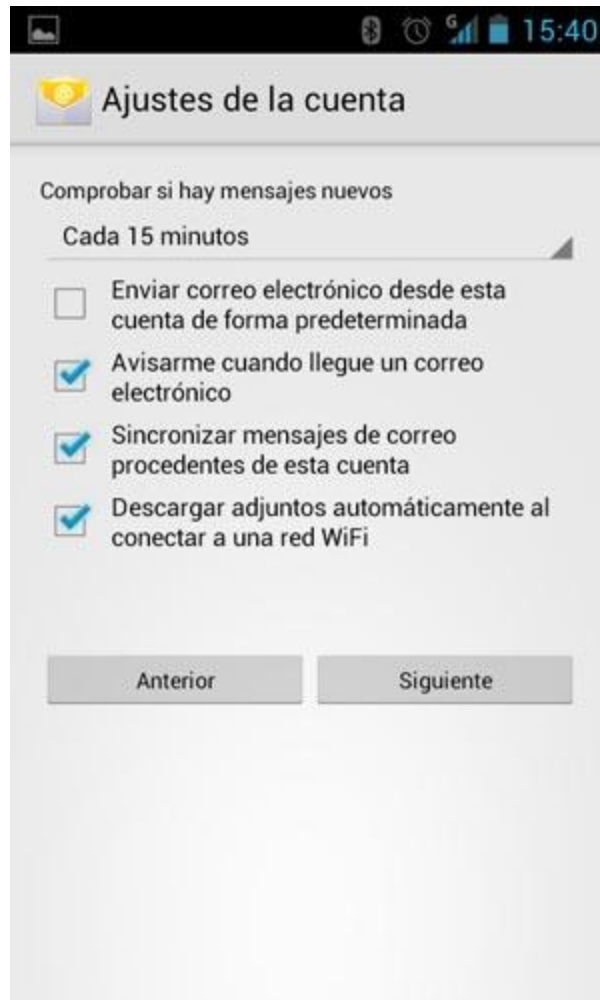 G 15:40
Ajustes de la cuenta
Comprobar si hay mensajes nuevos
Cada 15 minutos
Enviar correo electrónico desde esta
cuenta de forma predeterminada
Avisarme cuando llegue un correo
electrónico
Sincronizar mensajes de correo
procedentes de esta cuenta
Descargar adjuntos automáticamente al
conectar a una red WiFi
Anterior Siguiente